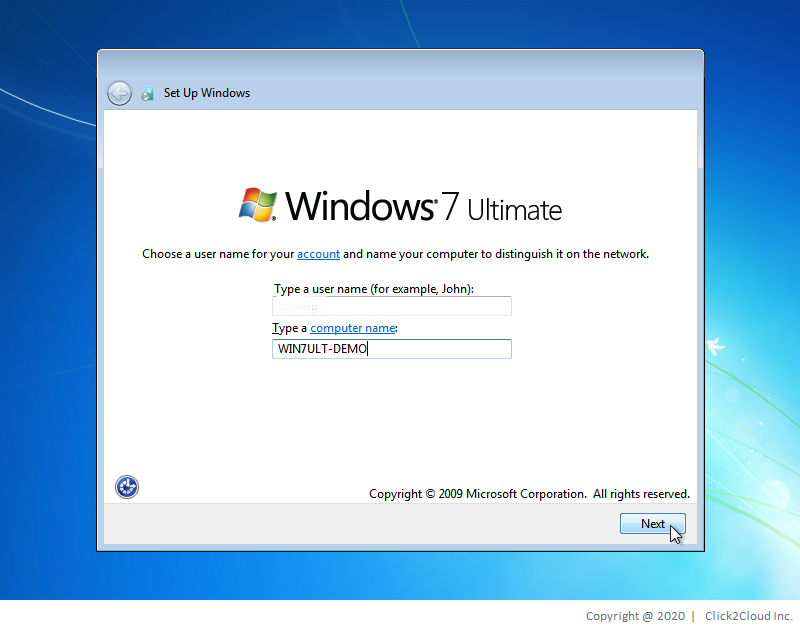 Set Up Windows
Windows® 7 Ultimate
Choose a user name for your account and name your computer to distinguish it on the network.
Type a user name (for example, John):
Type a computer name:
WIN7ULT-DEMO
Copyright © 2009 Microsoft Corporation. All rights reserved.
Next
Copyright @ 2020 | Click2Cloud Inc.